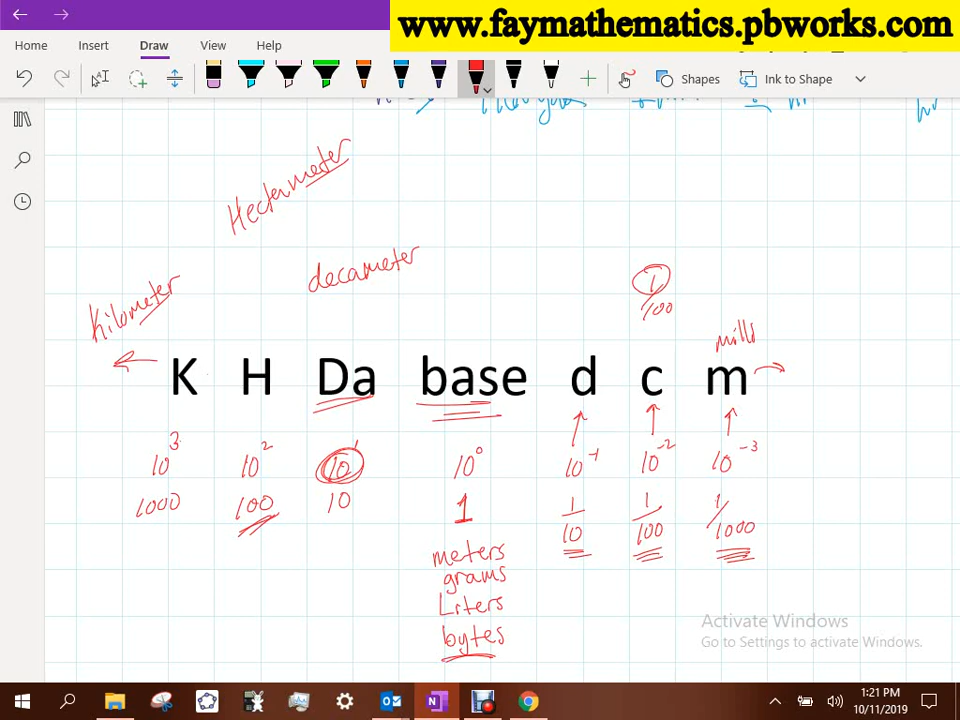 www.faymathematics.pbworks.com
Home Insert Draw View Help
Shapes Ink to Shape
Hectermeter
decameter
Kilometer
1/100
milli
K H Da base d c m
10³ 10² 10¹ 10⁰ 10⁻¹ 10⁻² 10⁻³
1000 100 10 1 1/10 1/100 1/1000
meters
grams
Liters
bytes
Activate Windows
Go to Settings to activate Windows.
1:21 PM
10/11/2019